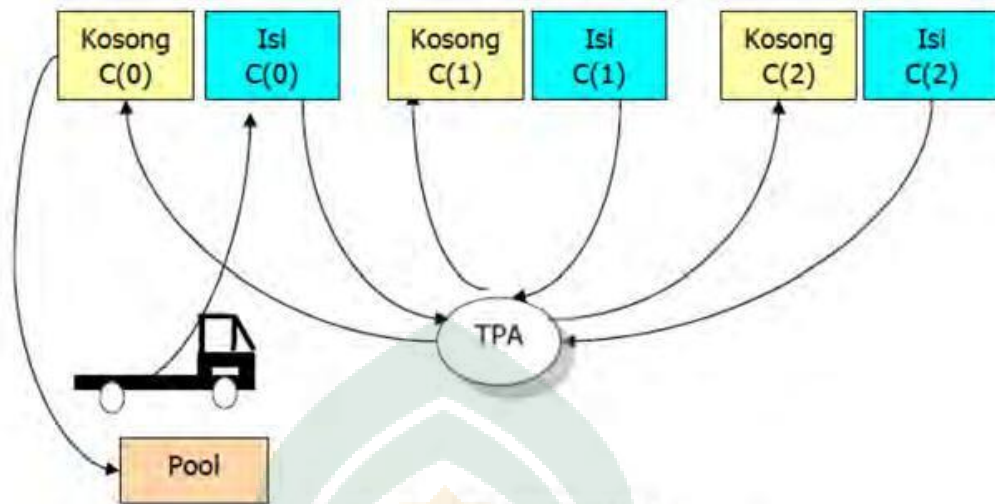 Kosong
C(0)
Isi
C(0)
Kosong
C(1)
Isi
C(1)
Kosong
C(2)
Isi
C(2)
TPA
Pool